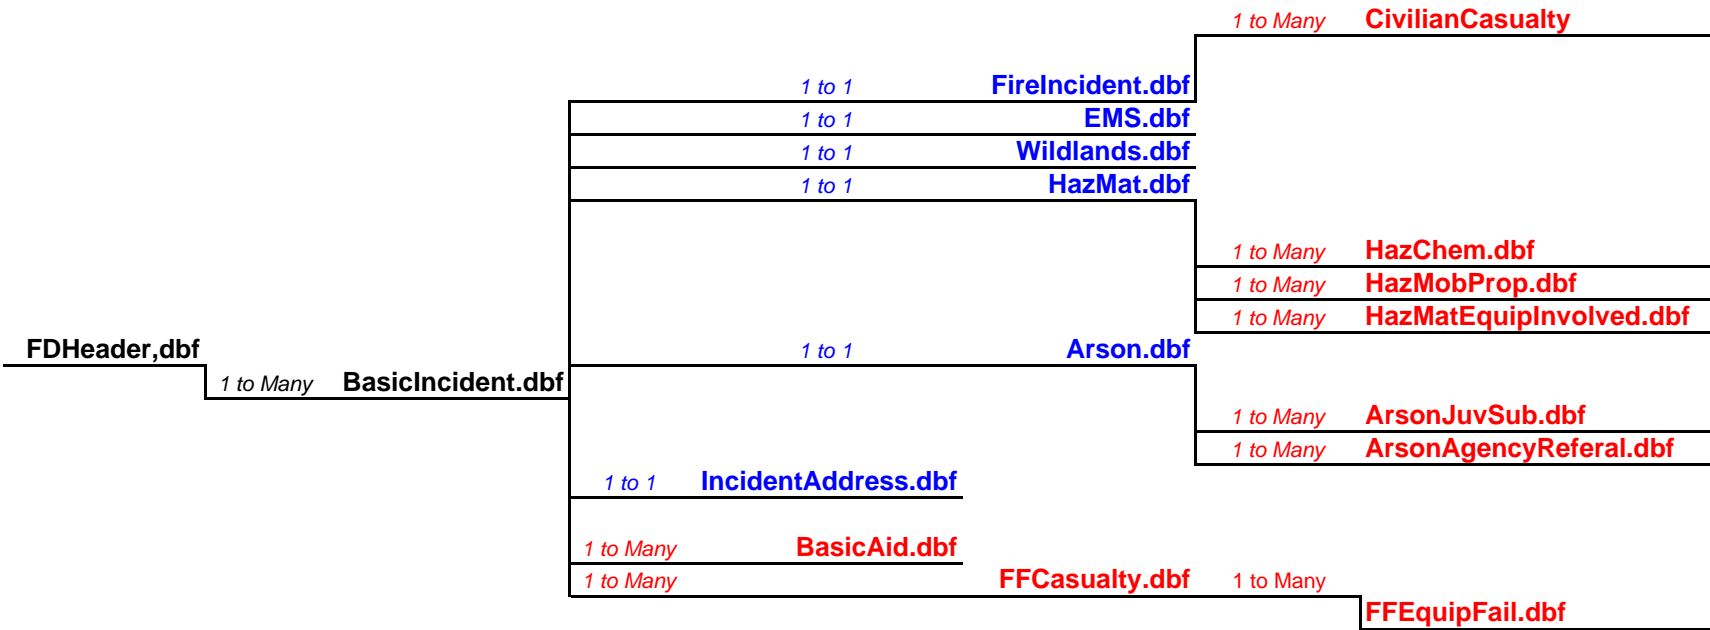 1 to Many CivilianCasualty
1 to 1 FireIncident.dbf
1 to 1 EMS.dbf
1 to 1 Wildlands.dbf
1 to 1 HazMat.dbf
1 to Many HazChem.dbf
1 to Many HazMobProp.dbf
1 to Many HazMatEquipInvolved.dbf
FDHeader,dbf 1 to 1 Arson.dbf
1 to Many BasicIncident.dbf
1 to Many ArsonJuvSub.dbf
1 to Many ArsonAgencyReferal.dbf
1 to 1 IncidentAddress.dbf
1 to Many BasicAid.dbf
1 to Many FFCasualty.dbf 1 to Many
FFEquipFail.dbf